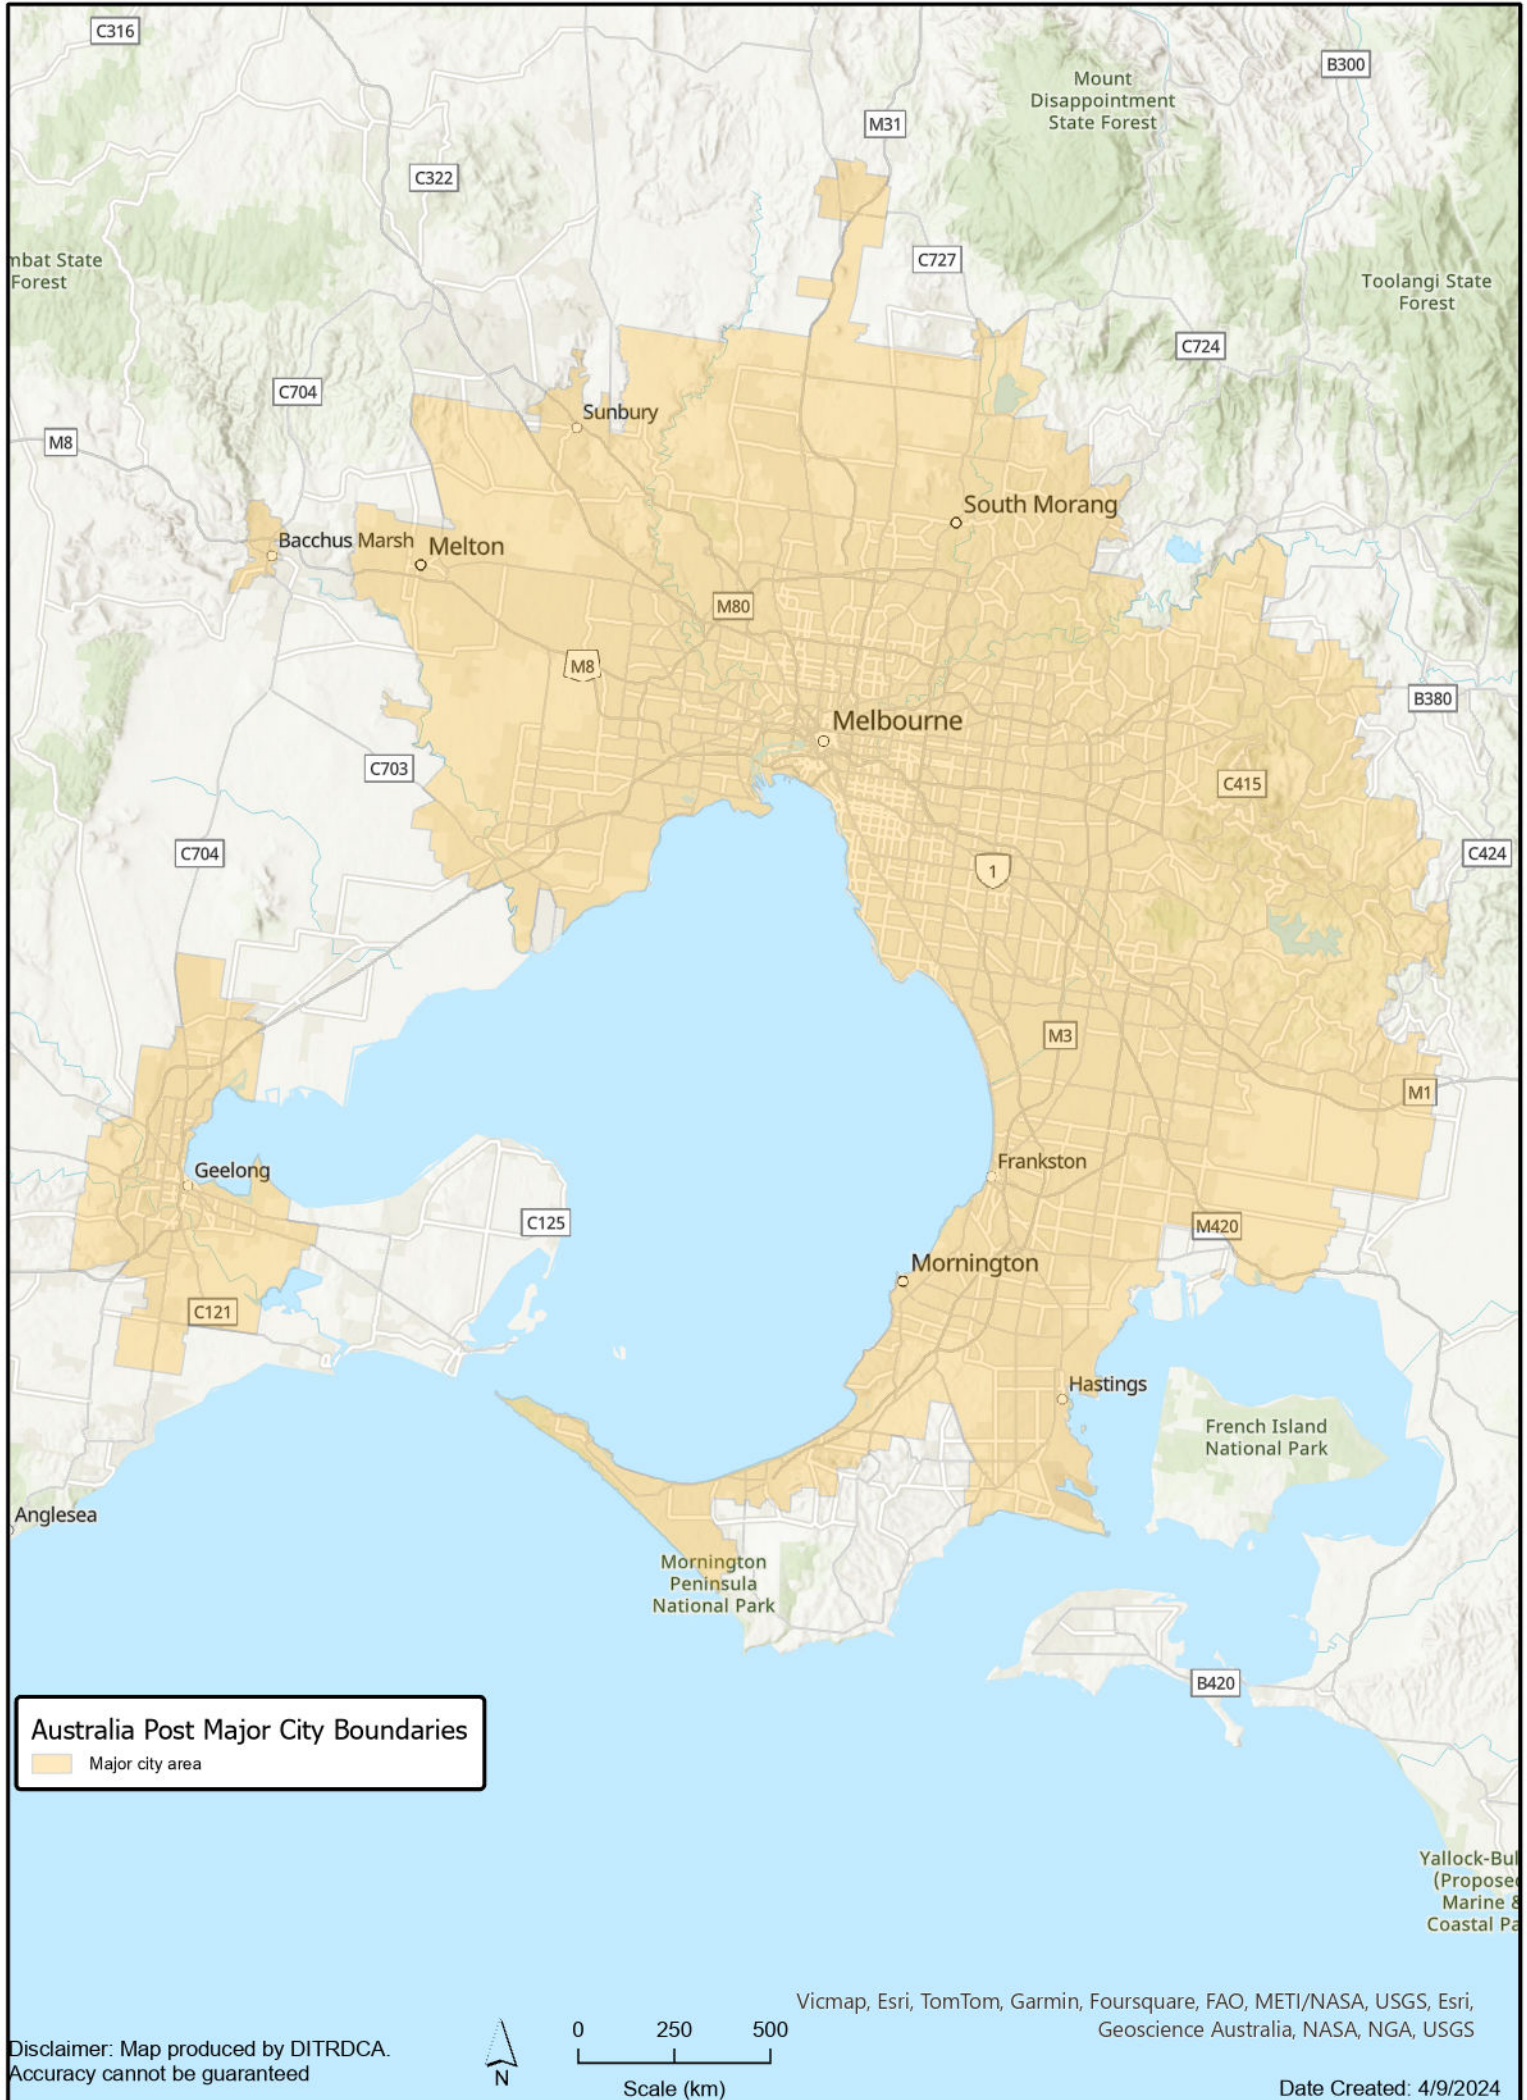 C316
B300
Mount
Disappointment
State Forest
M31
C322
C727
mbat State
Forest
Toolangi State
Forest
C724
C704
Sunbury
M8
South Morang
Bacchus Marsh
Melton
M80
M8
B380
Melbourne
C703
C415
C704
C424
1
M3
M1
Geelong
Frankston
C125
M420
Mornington
C121
Hastings
French Island
National Park
Anglesea
Mornington
Peninsula
National Park
B420
Australia Post Major City Boundaries
Major city area
Yallock-Bul
(Proposed
Marine &
Coastal Pa
Vicmap, Esri, TomTom, Garmin, Foursquare, FAO, METI/NASA, USGS, Esri,
Geoscience Australia, NASA, NGA, USGS
Disclaimer: Map produced by DITRDCA.
Accuracy cannot be guaranteed
N
0 250 500
Scale (km)
Date Created: 4/9/2024